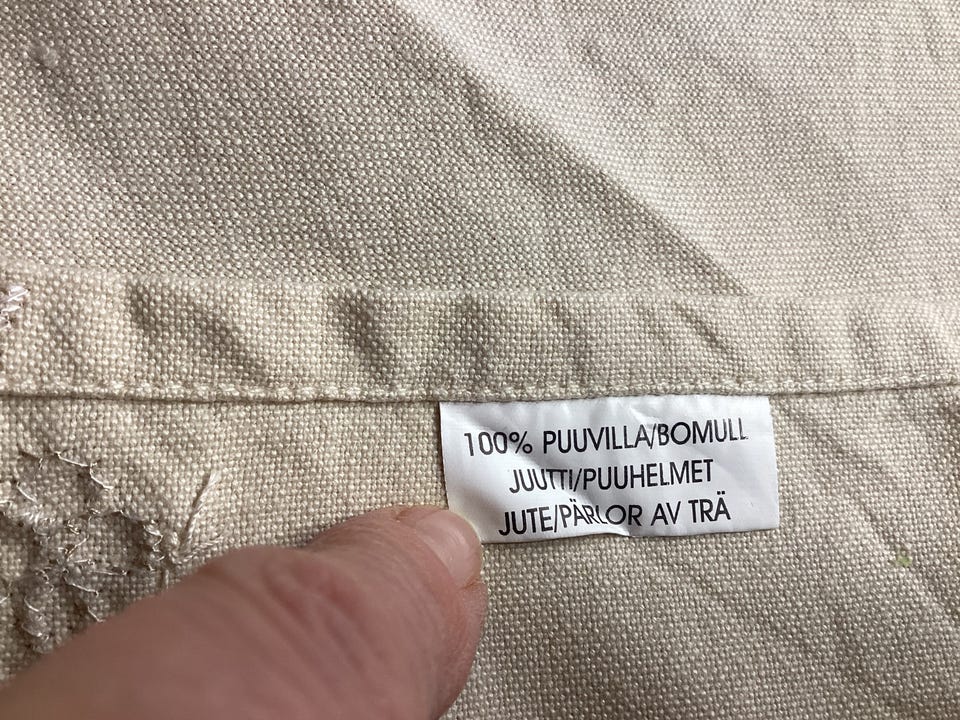 100% PUUVILLA/BOMULL
JUUTTI/PUUHELMET
JUTE/PÄRLOR AV TRÄ